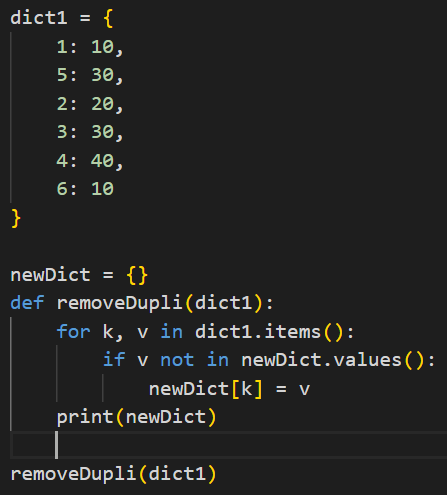 dict1 = {
    1: 10,
    5: 30,
    2: 20,
    3: 30,
    4: 40,
    6: 10
}
newDict = {}
def removeDupli(dict1):
    for k, v in dict1.items():
        if v not in newDict.values():
            newDict[k] = v
    print(newDict)
removeDupli(dict1)